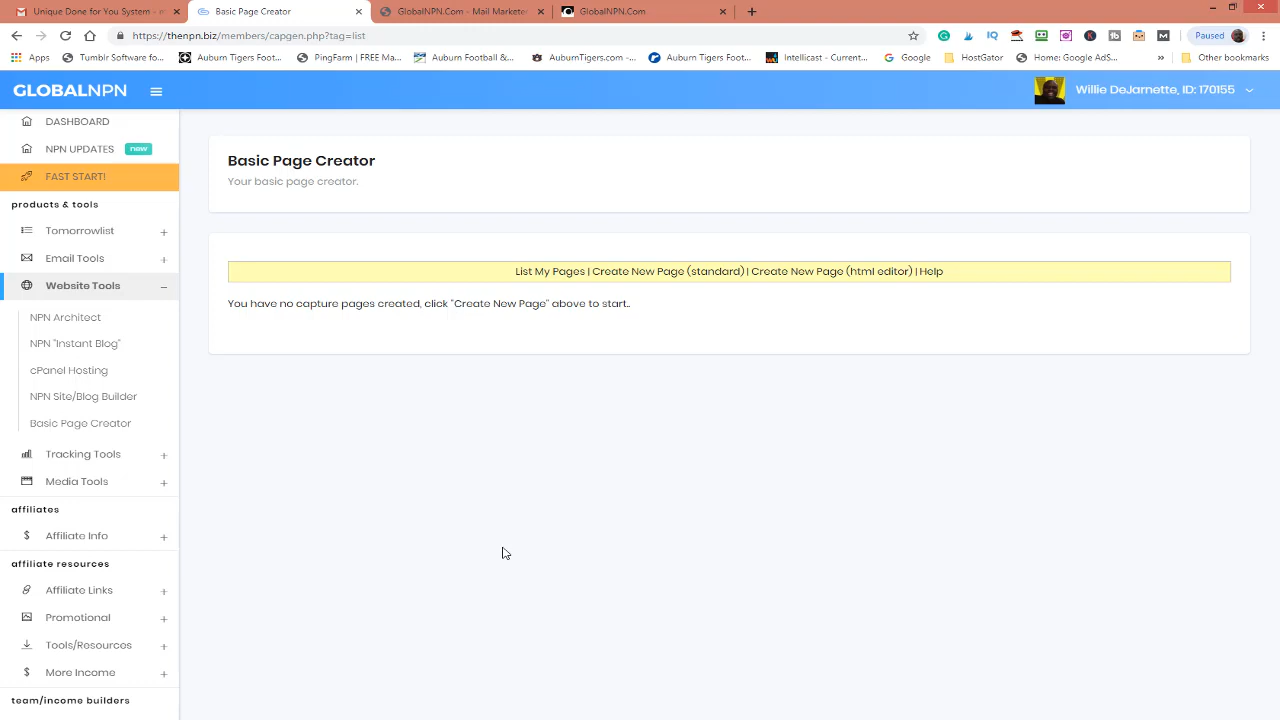 Unique Done for You System - m
Basic Page Creator
GlobalNPN.Com - Mail Markete
GlobalNPN.Com
https://thenpn.biz/members/capgen.php?tag=list
Paused
Apps
Tumblr Software fo...
Auburn Tigers Foot...
PingFarm | FREE Ma...
Auburn Football &...
AuburnTigers.com -...
Auburn Tigers Foot...
Intellicast - Current...
Google
HostGator
Home: Google AdS...
»
Other bookmarks
GLOBALNPN
Willie DeJarnette, ID: 170155
DASHBOARD
NPN UPDATES new
FAST START!
products & tools
Tomorrowlist +
Email Tools +
Website Tools –
NPN Architect
NPN "Instant Blog"
cPanel Hosting
NPN Site/Blog Builder
Basic Page Creator
Tracking Tools +
Media Tools +
affiliates
$ Affiliate Info +
affiliate resources
Affiliate Links +
Promotional +
Tools/Resources +
$ More Income +
team/income builders
Basic Page Creator
Your basic page creator.
List My Pages | Create New Page (standard) | Create New Page (html editor) | Help
You have no capture pages created, click "Create New Page" above to start..